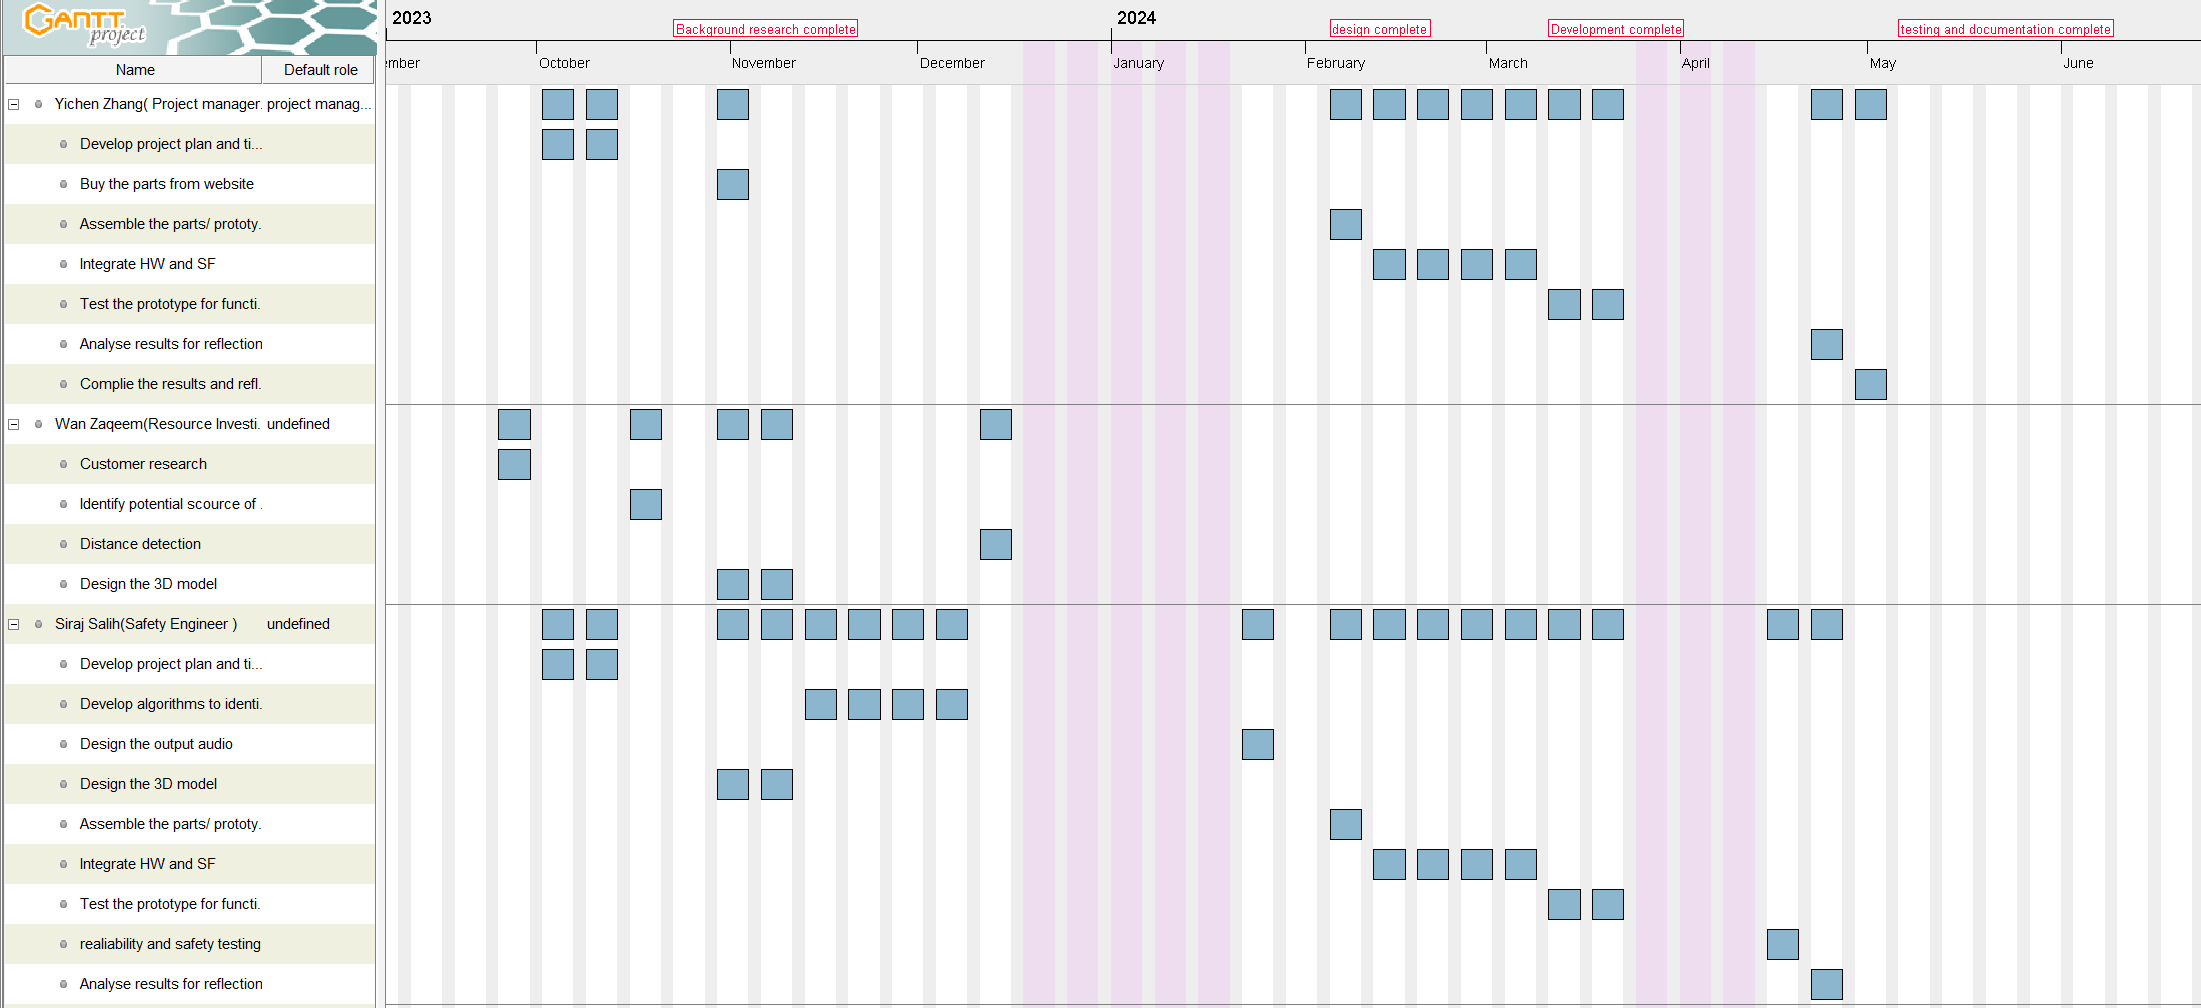 GANTT
project
2023
2024
Background research complete
design complete
Development complete
testing and documentation complete
Name
Default role
mber
October
November
December
January
February
March
April
May
June
Yichen Zhang( Project manager. project manag...
Develop project plan and ti...
Buy the parts from website
Assemble the parts/ prototy.
Integrate HW and SF
Test the prototype for functi.
Analyse results for reflection
Complie the results and refl.
Wan Zaqeem(Resource Investi. undefined
Customer research
Identify potential scource of .
Distance detection
Design the 3D model
Siraj Salih(Safety Engineer ) undefined
Develop project plan and ti...
Develop algorithms to identi.
Design the output audio
Design the 3D model
Assemble the parts/ prototy.
Integrate HW and SF
Test the prototype for functi.
realiability and safety testing
Analyse results for reflection